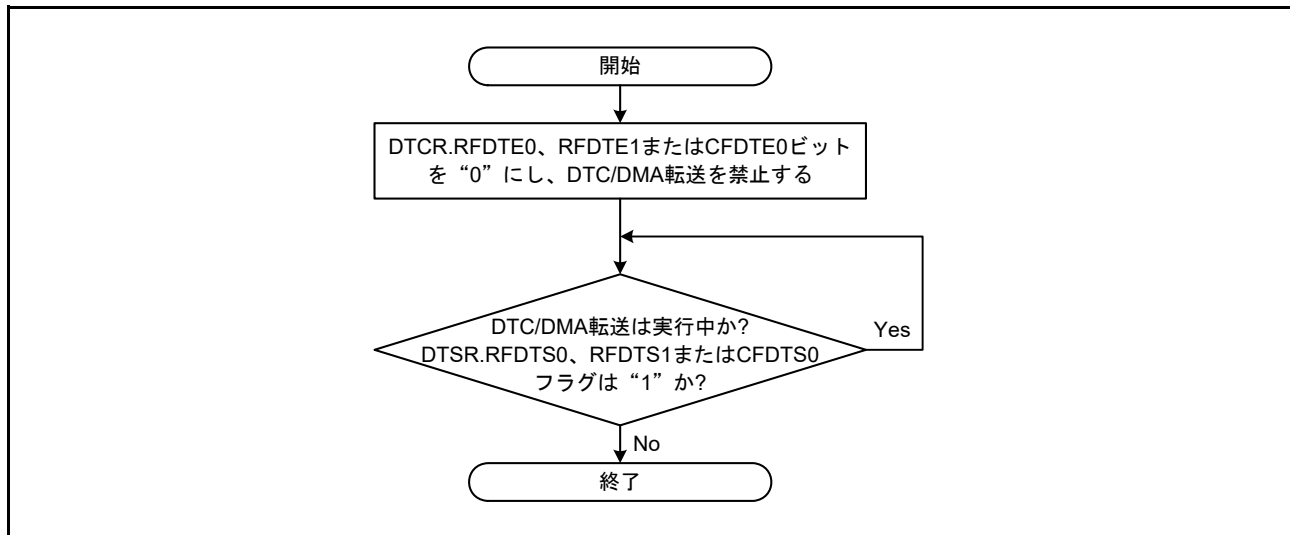 開始
DTCR.RFDTE0、RFDTE1またはCFDTE0ビット
を“0”にし、DTC/DMA転送を禁止する
DTC/DMA転送は実行中か?
DTSR.RFDTS0、RFDTS1またはCFDTS0
フラグは“1”か?
Yes
No
終了